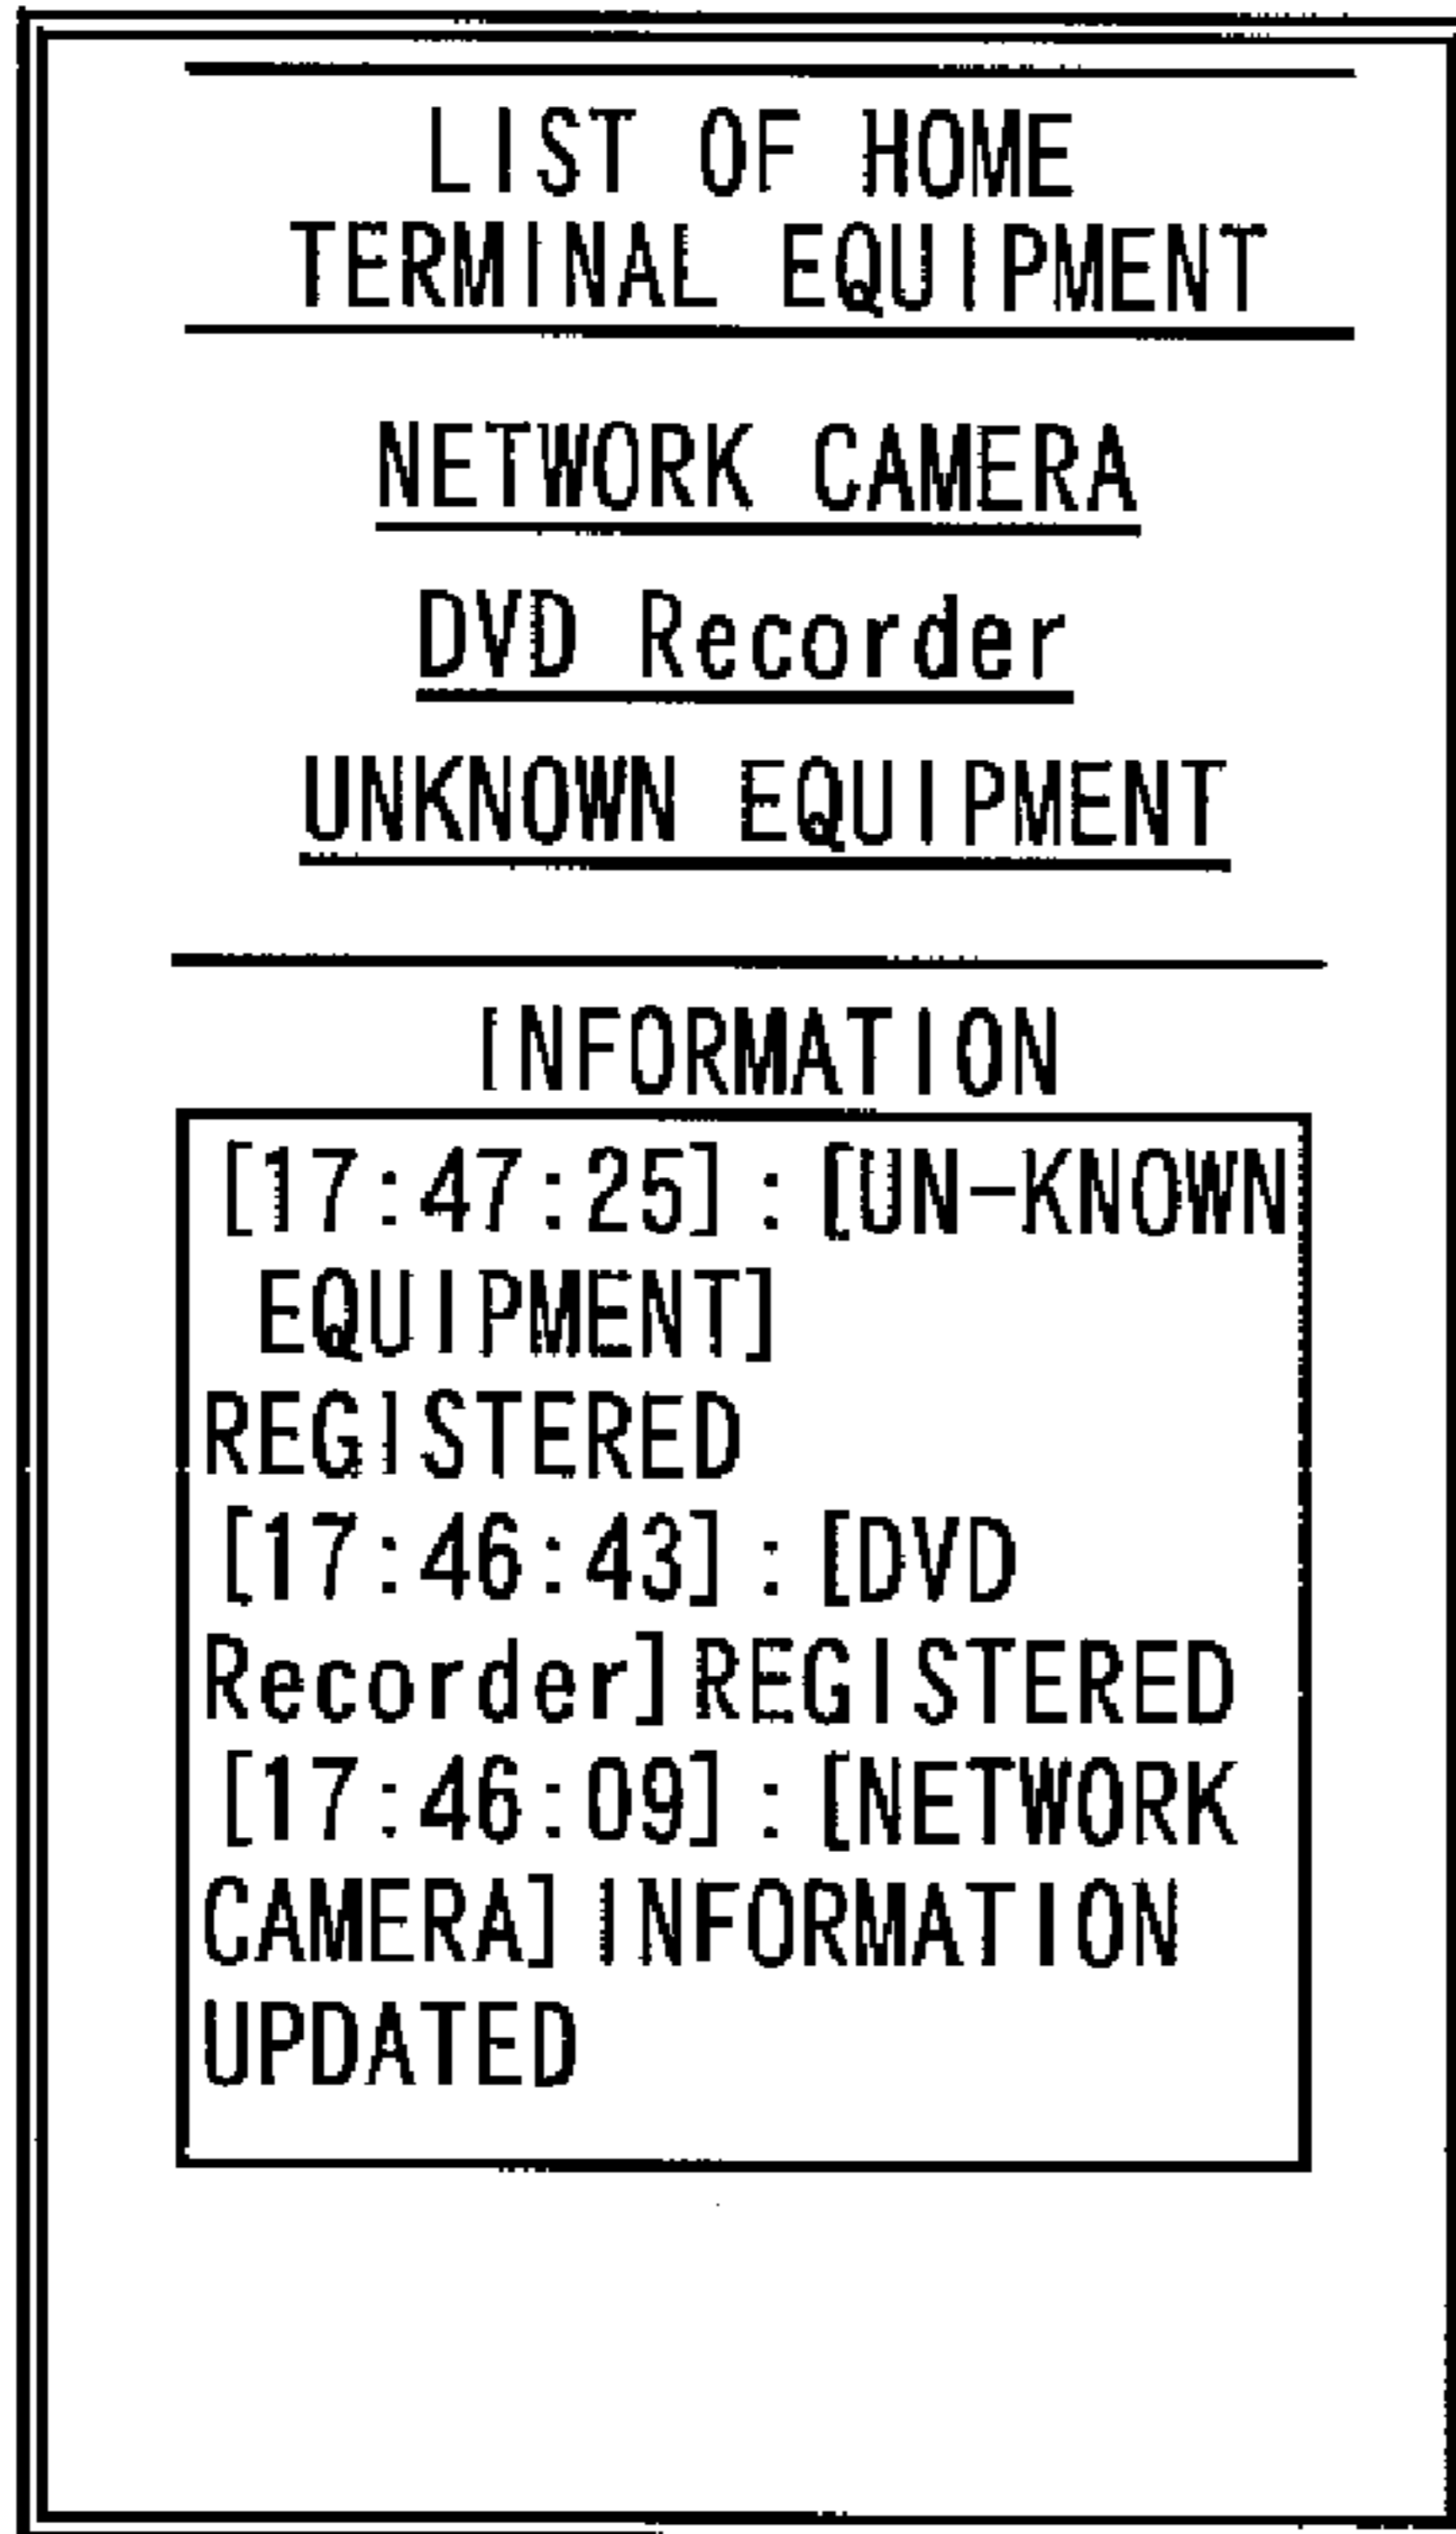 LIST OF HOME
TERMINAL EQUIPMENT
NETWORK CAMERA
DVD Recorder
UNKNOWN EQUIPMENT
INFORMATION
[17:47:25]:[UN-KNOWN
EQUIPMENT]
REGISTERED
[17:46:43]:[DVD
Recorder]REGISTERED
[17:46:09]:[NETWORK
CAMERA]INFORMATION
UPDATED